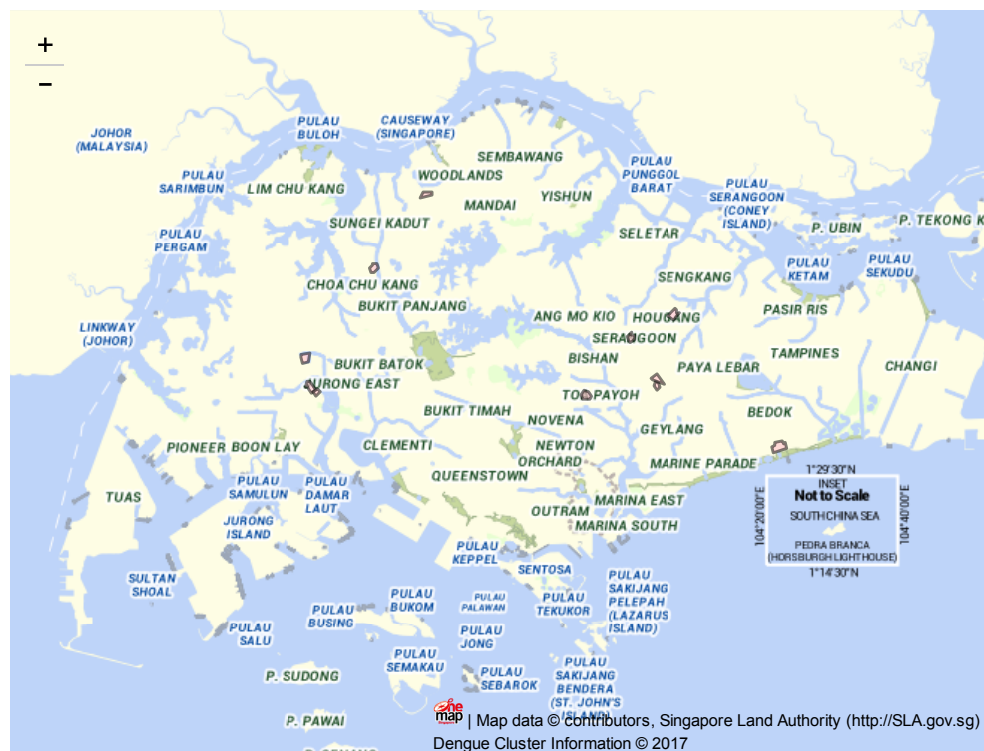 +
−
JOHOR
(MALAYSIA)
PULAU
BULOH
CAUSEWAY
(SINGAPORE)
SEMBAWANG
WOODLANDS
PULAU
SARIMBUN
LIM CHU KANG
MANDAI
YISHUN
PULAU
PUNGGOL
BARAT
PULAU
SERANGOON
(CONEY
ISLAND)
P. TEKONG K
P. UBIN
SUNGEI KADUT
SELETAR
PULAU
PERGAM
PULAU
KETAM
PULAU
SEKUDU
SENGKANG
CHOA CHU KANG
BUKIT PANJANG
ANG MO KIO
HOUGANG
PASIR RIS
LINKWAY
(JOHOR)
SERANGOON
BISHAN
TAMPINES
BUKIT BATOK
PAYA LEBAR
CHANGI
JURONG EAST
TOA PAYOH
BUKIT TIMAH
NOVENA
BEDOK
GEYLANG
PIONEER
BOON LAY
CLEMENTI
NEWTON
ORCHARD
MARINE PARADE
QUEENSTOWN
TUAS
PULAU
SAMULUN
PULAU
DAMAR
LAUT
MARINA EAST
OUTRAM
MARINA SOUTH
JURONG
ISLAND
1°29'30"N
INSET
Not to Scale
SOUTH CHINA SEA
PEDRA BRANCA
(HORSBURGH LIGHTHOUSE)
1°14'30"N
104°20'00"E
104°40'00"E
PULAU
KEPPEL
SENTOSA
SULTAN
SHOAL
PULAU
BUKOM
PULAU
PALAWAN
PULAU
TEKUKOR
PULAU
SAKIJANG
PELEPAH
(LAZARUS
ISLAND)
PULAU
BUSING
PULAU
SALU
PULAU
JONG
PULAU
SEMAKAU
PULAU
SEBAROK
PULAU
SAKIJANG
BENDERA
(ST. JOHN'S
ISLAND)
P. SUDONG
P. PAWAI
one
map
| Map data © contributors, Singapore Land Authority (http://SLA.gov.sg)
Dengue Cluster Information © 2017